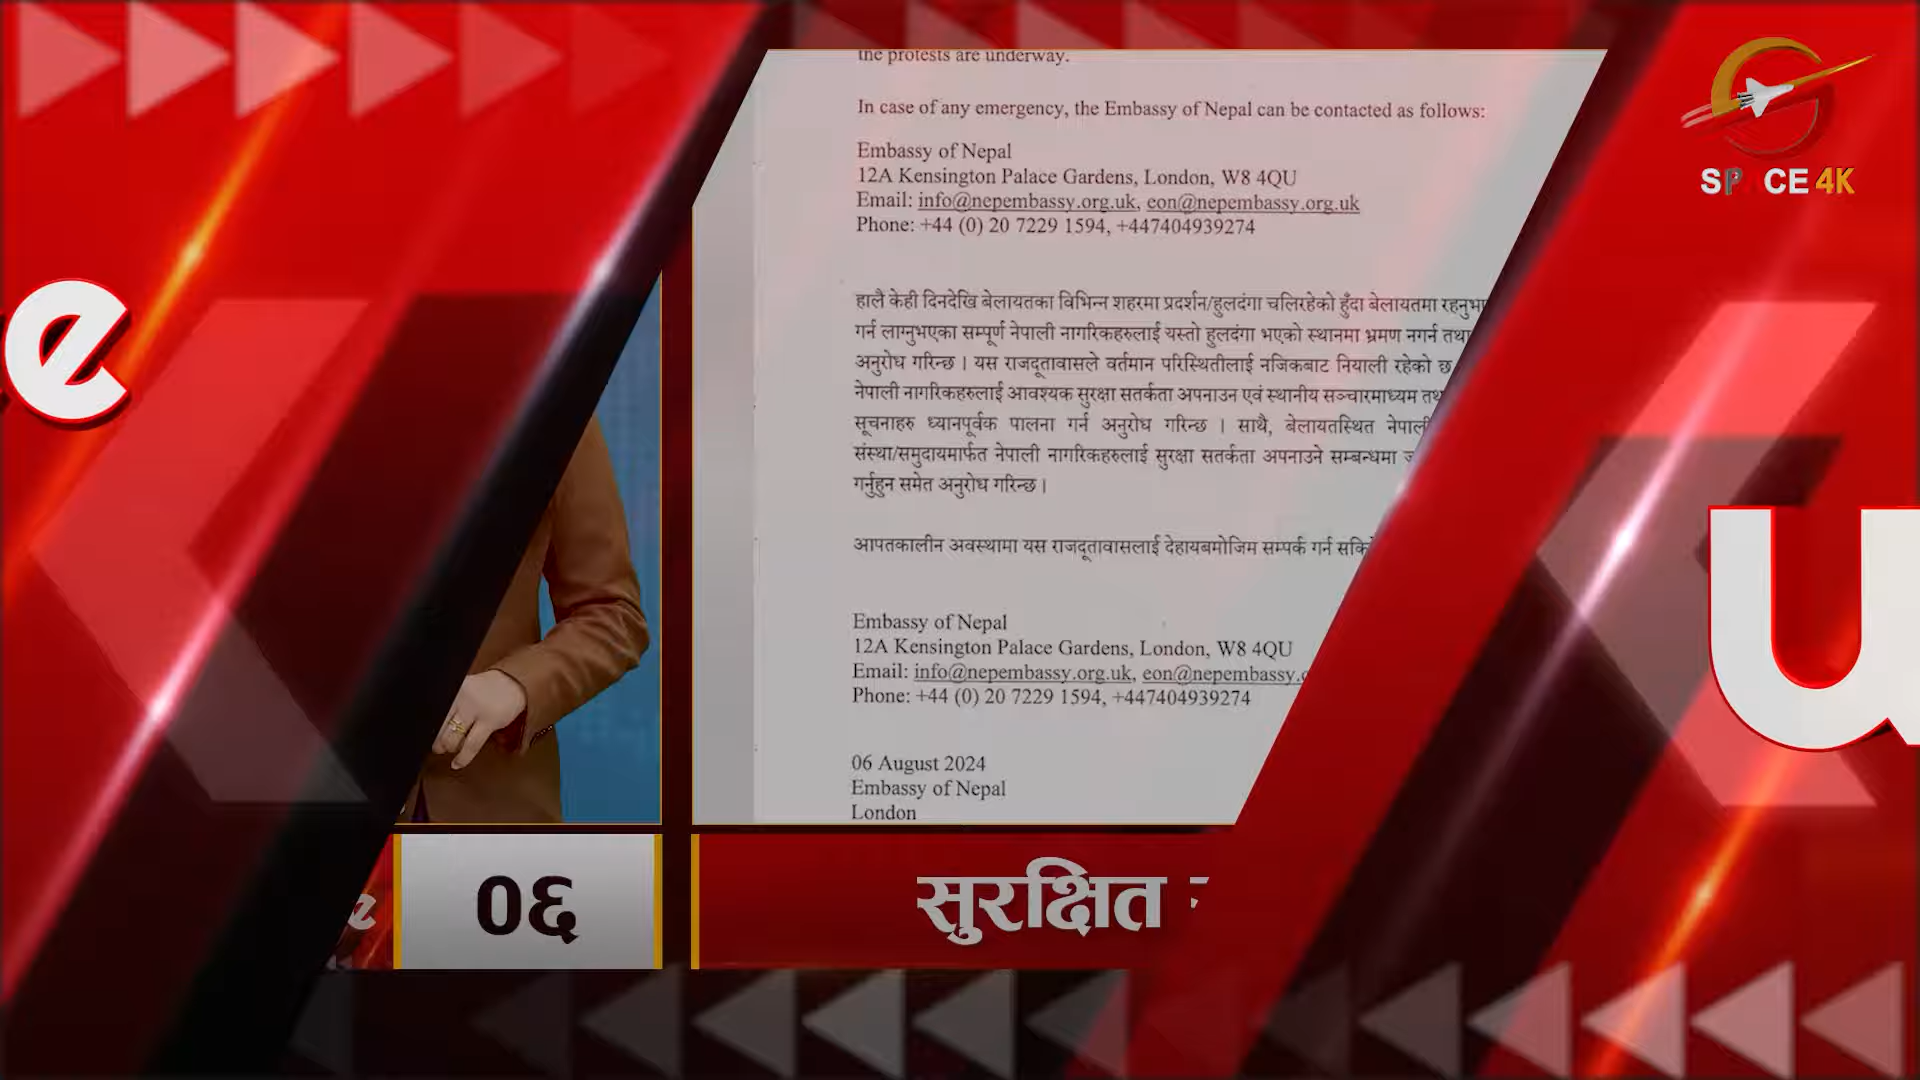 the protests are underway.
In case of any emergency, the Embassy of Nepal can be contacted as follows:
Embassy of Nepal
12A Kensington Palace Gardens, London, W8 4QU
Email: info@nepembassy.org.uk, eon@nepembassy.org.uk
Phone: +44 (0) 20 7229 1594, +447404939274
हालै केही दिनदेखि बेलायतका विभिन्न शहरमा प्रदर्शन/हुलदंगा चलिरहेको हुँदा बेलायतमा
गर्न लाग्नुभएका सम्पूर्ण नेपाली नागरिकहरुलाई यस्तो हुलदंगा भएको स्थानमा भ्रमण नगर्न
अनुरोध गरिन्छ । यस राजदूतावासले वर्तमान परिस्थितीलाई नजिकबाट नियाली रहेको छ
नेपाली नागरिकहरुलाई आवश्यक सुरक्षा सतर्कता अपनाउन एवं स्थानीय सञ्चारमाध्यम
सूचनाहरु ध्यानपूर्वक पालना गर्न अनुरोध गरिन्छ । साथै, बेलायतस्थित नेपाली
संस्था/समुदायमार्फत नेपाली नागरिकहरुलाई सुरक्षा सतर्कता अपनाउने सम्बन्धमा
गर्नुहुन समेत अनुरोध गरिन्छ ।
आपतकालीन अवस्थामा यस राजदूतावासलाई देहायबमोजिम सम्पर्क गर्न
Embassy of Nepal
12A Kensington Palace Gardens, London, W8 4QU
Email: info@nepembassy.org.uk, eon@nepembassy.
Phone: +44 (0) 20 7229 1594, +447404939274
06 August 2024
Embassy of Nepal
London
SPACE 4K
e
u
०६
सुरक्षित